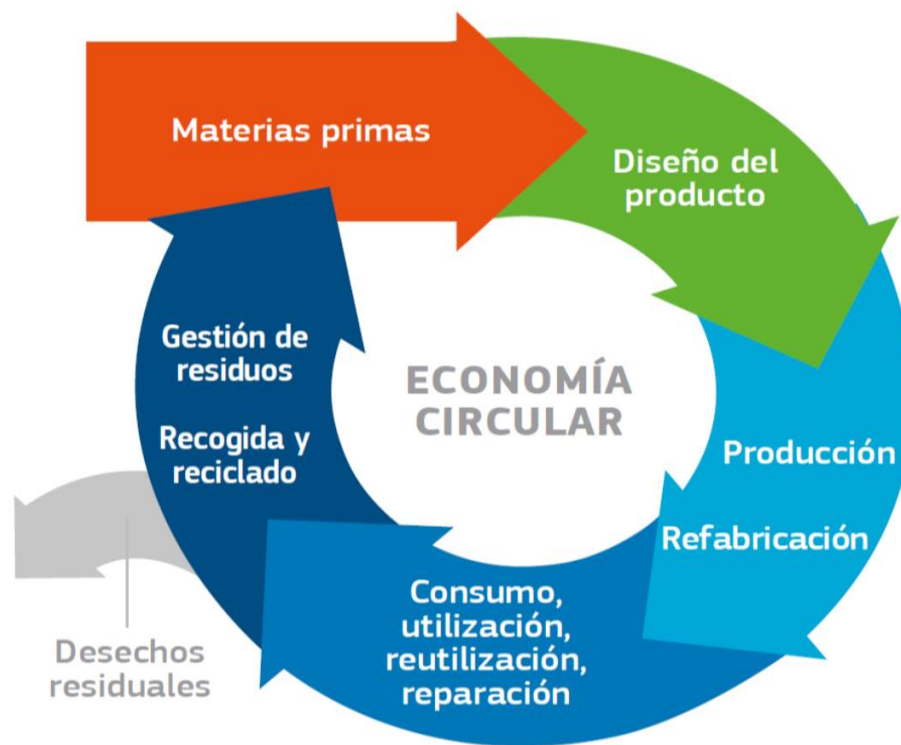 Materias primas
Diseño del
producto
Producción
Refabricación
Consumo,
utilización,
reutilización,
reparación
Gestión de
residuos
Recogida y
reciclado
Desechos
residuales
ECONOMÍA
CIRCULAR